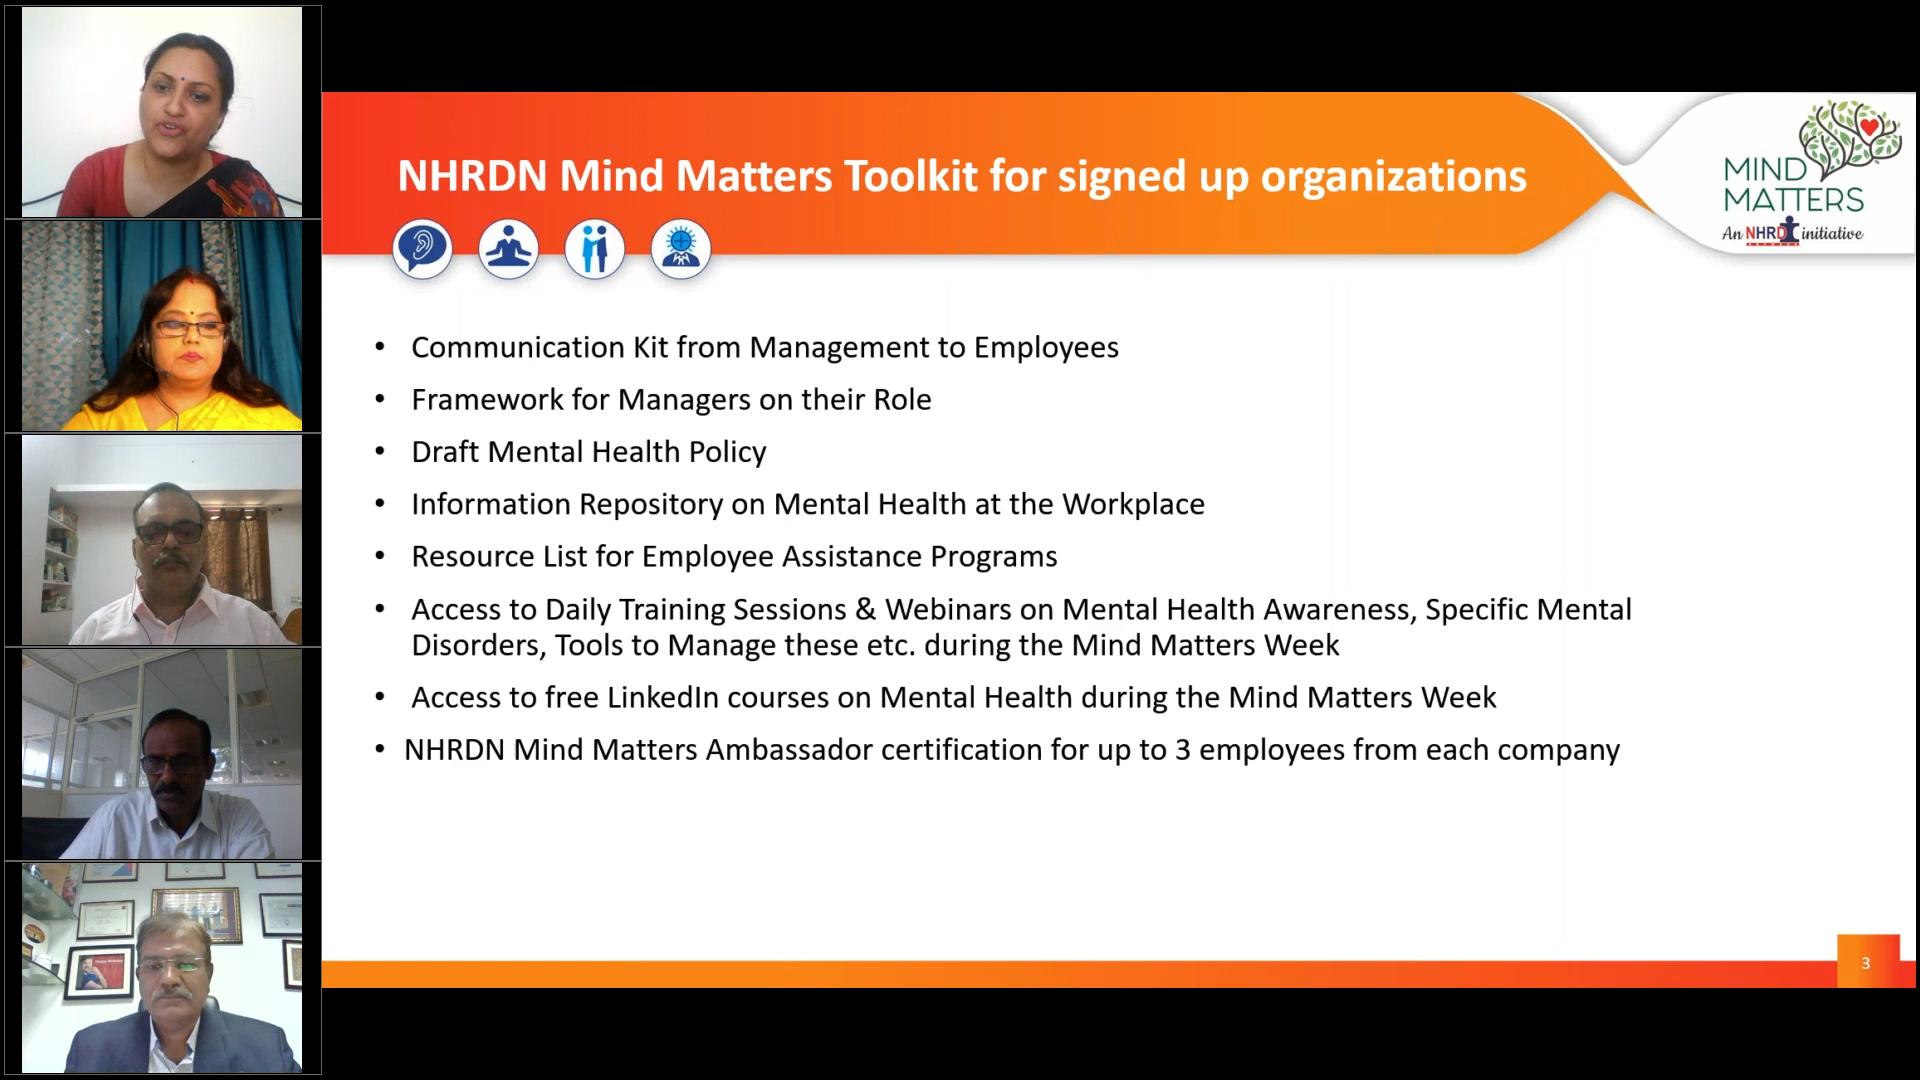 NHRDN Mind Matters Toolkit for signed up organizations
MIND
MATTERS
An NHRD initiative
• Communication Kit from Management to Employees
• Framework for Managers on their Role
• Draft Mental Health Policy
• Information Repository on Mental Health at the Workplace
• Resource List for Employee Assistance Programs
• Access to Daily Training Sessions & Webinars on Mental Health Awareness, Specific Mental
Disorders, Tools to Manage these etc. during the Mind Matters Week
• Access to free LinkedIn courses on Mental Health during the Mind Matters Week
• NHRDN Mind Matters Ambassador certification for up to 3 employees from each company
3